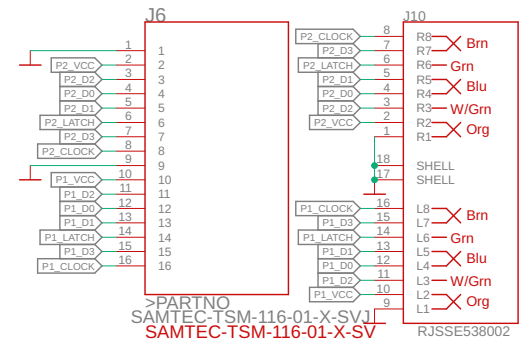 J6
1 1
P2_VCC 2 2
P2_D2 3 3
P2_D0 4 4
P2_D1 5 5
P2_LATCH 6 6
P2_D3 7 7
P2_CLOCK 8 8
9 9
P1_VCC 10 10
P1_D2 11 11
P1_D0 12 12
P1_D1 13 13
P1_LATCH 14 14
P1_D3 15 15
P1_CLOCK 16 16
>PARTNO
SAMTEC-TSM-116-01-X-SVJ
SAMTEC-TSM-116-01-X-SV
J10
P2_CLOCK 8 R8 Brn
P2_D3 7 R7
P2_LATCH 6 R6 Grn
P2_D1 5 R5 Blu
P2_D0 4 R4
P2_D2 3 R3 W/Grn
P2_VCC 2 R2 Org
1 R1
18 SHELL
17 SHELL
P1_CLOCK 16 L8 Brn
P1_D3 15 L7
P1_LATCH 14 L6 Grn
P1_D1 13 L5 Blu
P1_D0 12 L4
P1_D2 11 L3 W/Grn
P1_VCC 10 L2 Org
9 L1
RJSSE538002